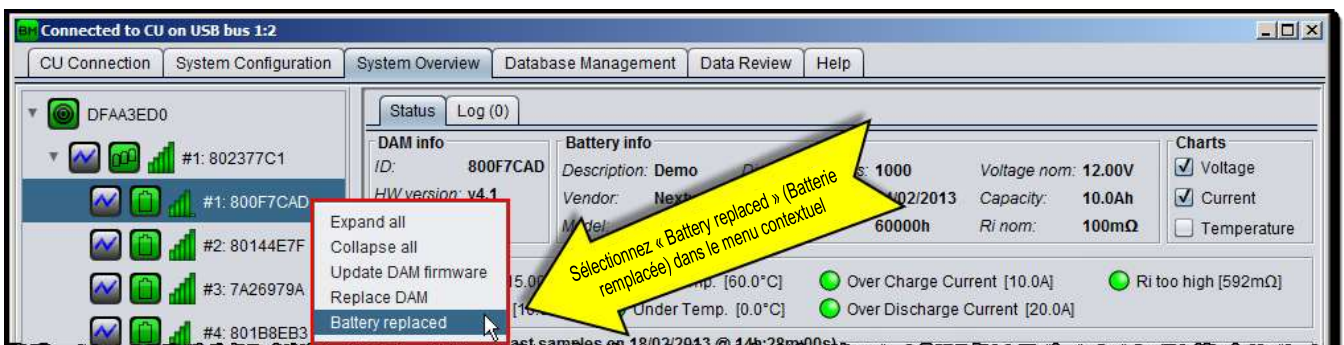 BM Connected to CU on USB bus 1:2
CU Connection System Configuration System Overview Database Management Data Review Help
DFAA3ED0
#1: 802377C1
#1: 800F7CAD
#2: 80144E7F
#3: 7A26979A
#4: 801B8EB3
Expand all
Collapse all
Update DAM firmware
Replace DAM
Battery replaced
Status Log (0)
DAM info
ID: 800F7CAD
HW version: v4.1
Battery info
Description: Demo 1000 Voltage nom: 12.00V
Vendor: 02/2013 Capacity: 10.0Ah
60000h Ri nom: 100mΩ
Charts
Voltage
Current
Temperature
Sélectionnez « Battery replaced » (Batterie
remplacée) dans le menu contextuel
[60.0°C] Over Charge Current [10.0A] Ri too high [592mΩ]
Under Temp. [0.0°C] Over Discharge Current [20.0A]
samples on 18/02/2013 @ 14h:28m:00s)